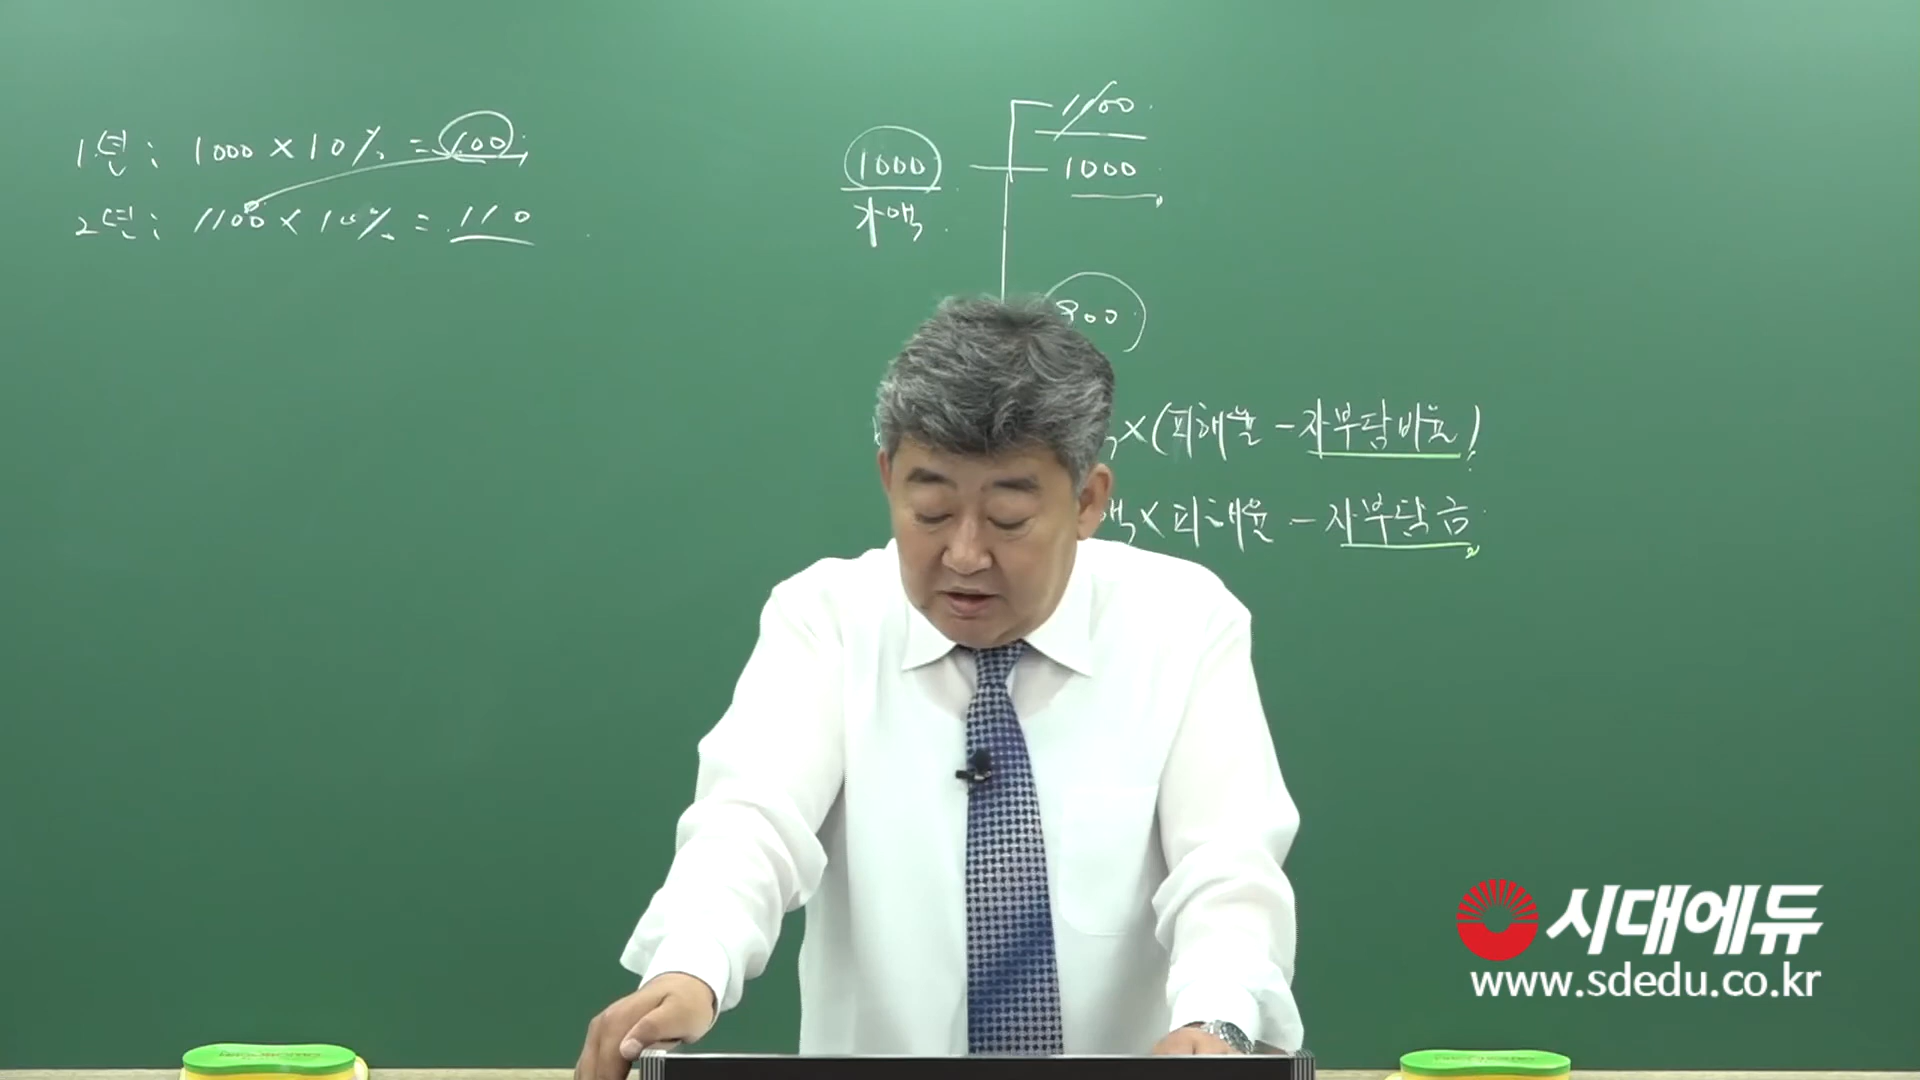 1년 : 1000 × 10% = 100
2년 : 1100 × 10% = 110
1100
1000 1000
가액
×(피해율 - 자부담비율)
액×피해율 - 자부담금
시대에듀
www.sdedu.co.kr